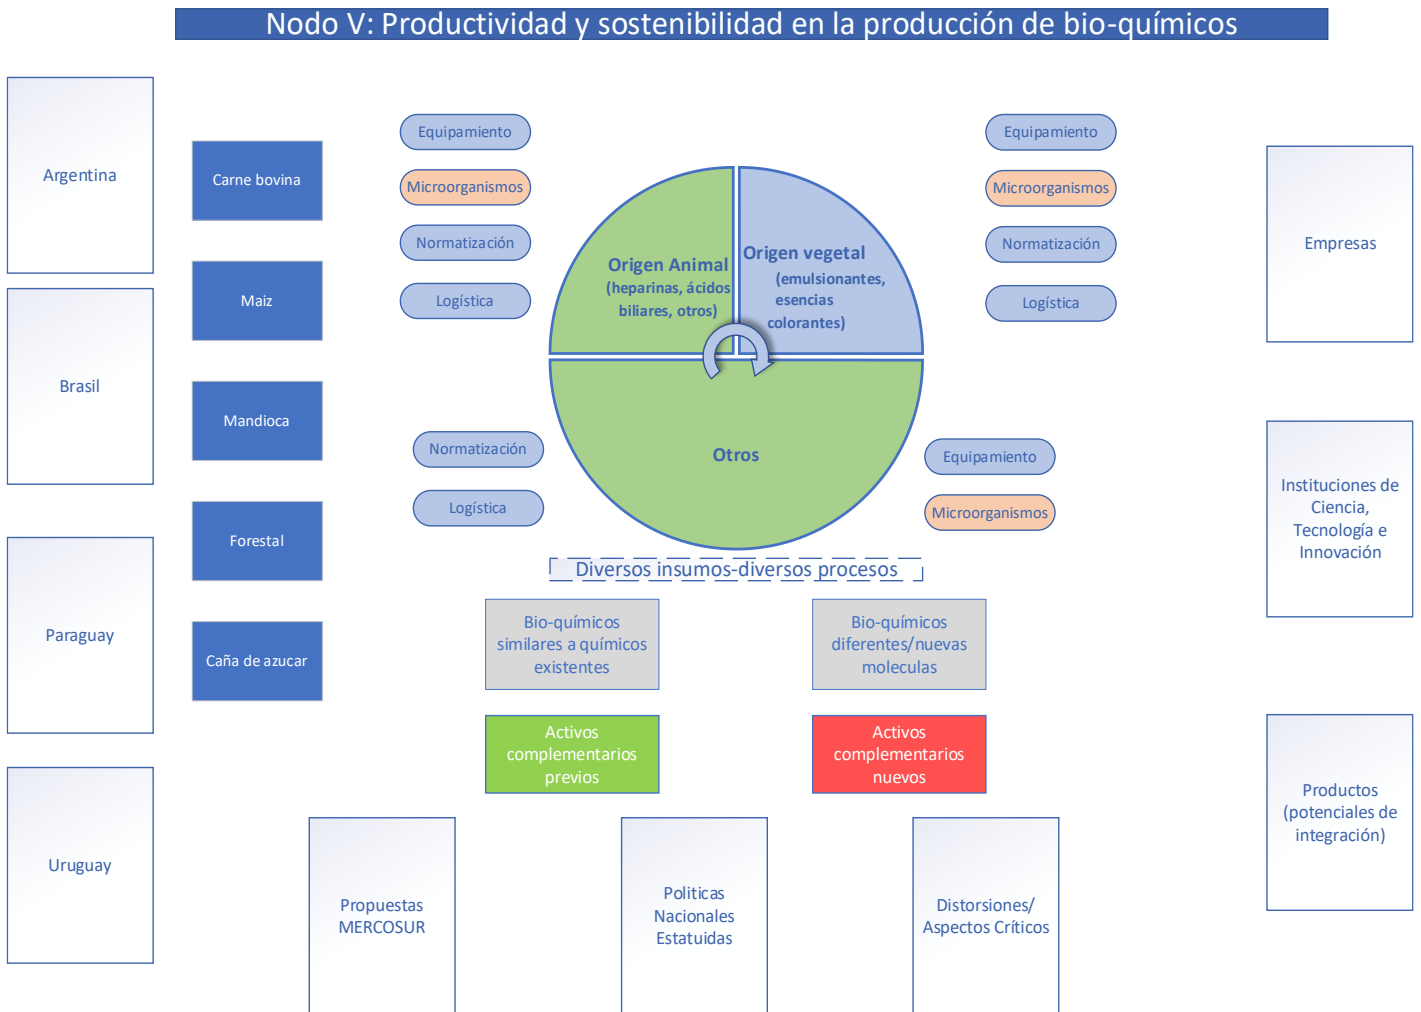 Nodo V: Productividad y sostenibilidad en la producción de bio-químicos
Argentina
Brasil
Paraguay
Uruguay
Carne bovina
Maiz
Mandioca
Forestal
Caña de azucar
Equipamiento
Microorganismos
Normatización
Logística
Normatización
Logística
Origen Animal
(heparinas, ácidos
biliares, otros)
Origen vegetal
(emulsionantes,
esencias
colorantes)
Otros
Equipamiento
Microorganismos
Normatización
Logística
Equipamiento
Microorganismos
Diversos insumos-diversos procesos
Bio-químicos
similares a químicos
existentes
Bio-químicos
diferentes/nuevas
moleculas
Activos
complementarios
previos
Activos
complementarios
nuevos
Propuestas
MERCOSUR
Politicas
Nacionales
Estatuidas
Distorsiones/
Aspectos Críticos
Empresas
Instituciones de
Ciencia,
Tecnología e
Innovación
Productos
(potenciales de
integración)